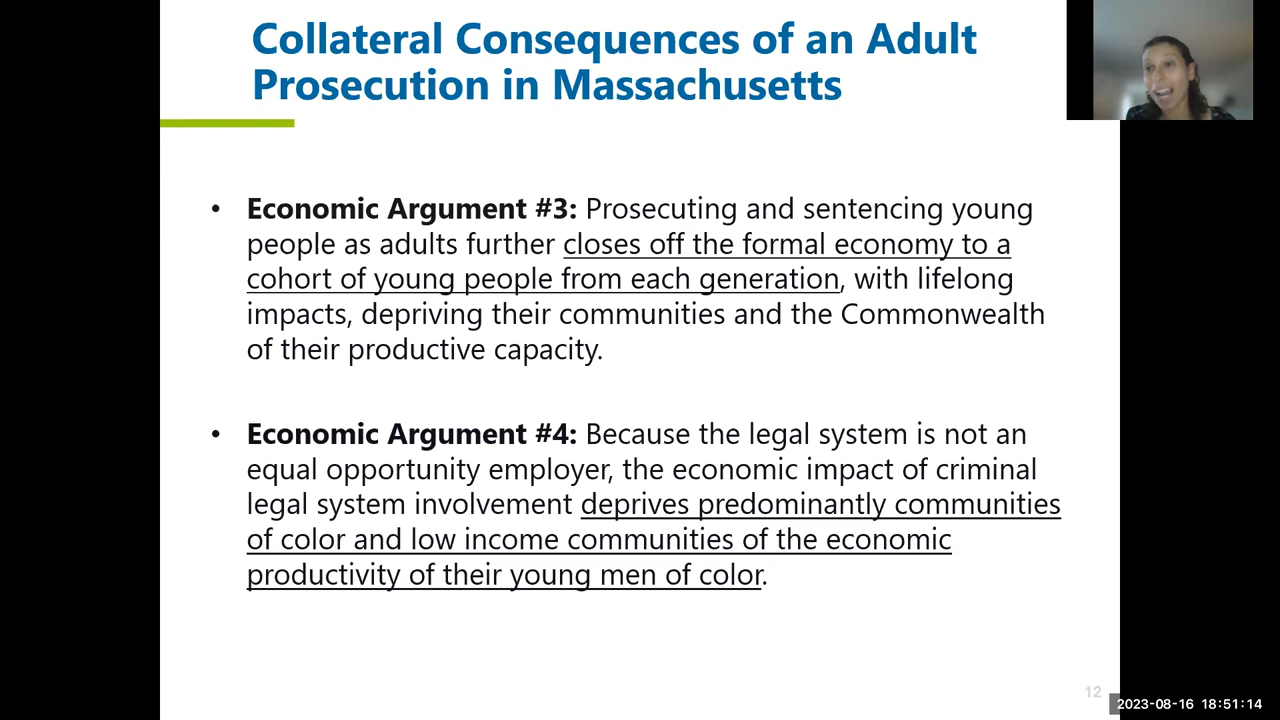 Collateral Consequences of an Adult
Prosecution in Massachusetts
• Economic Argument #3: Prosecuting and sentencing young
people as adults further closes off the formal economy to a
cohort of young people from each generation, with lifelong
impacts, depriving their communities and the Commonwealth
of their productive capacity.
• Economic Argument #4: Because the legal system is not an
equal opportunity employer, the economic impact of criminal
legal system involvement deprives predominantly communities
of color and low income communities of the economic
productivity of their young men of color.
12
2023-08-16 18:51:14